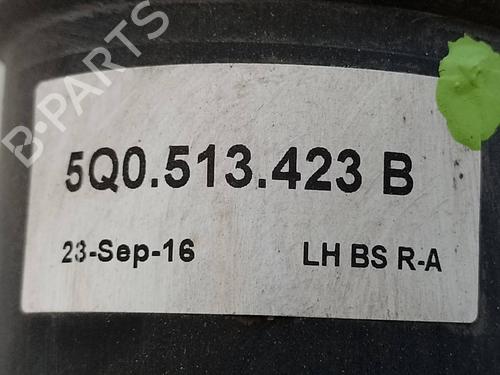 B-PARTS
5Q0.513.423 B
23-Sep-16 LH BS R-A